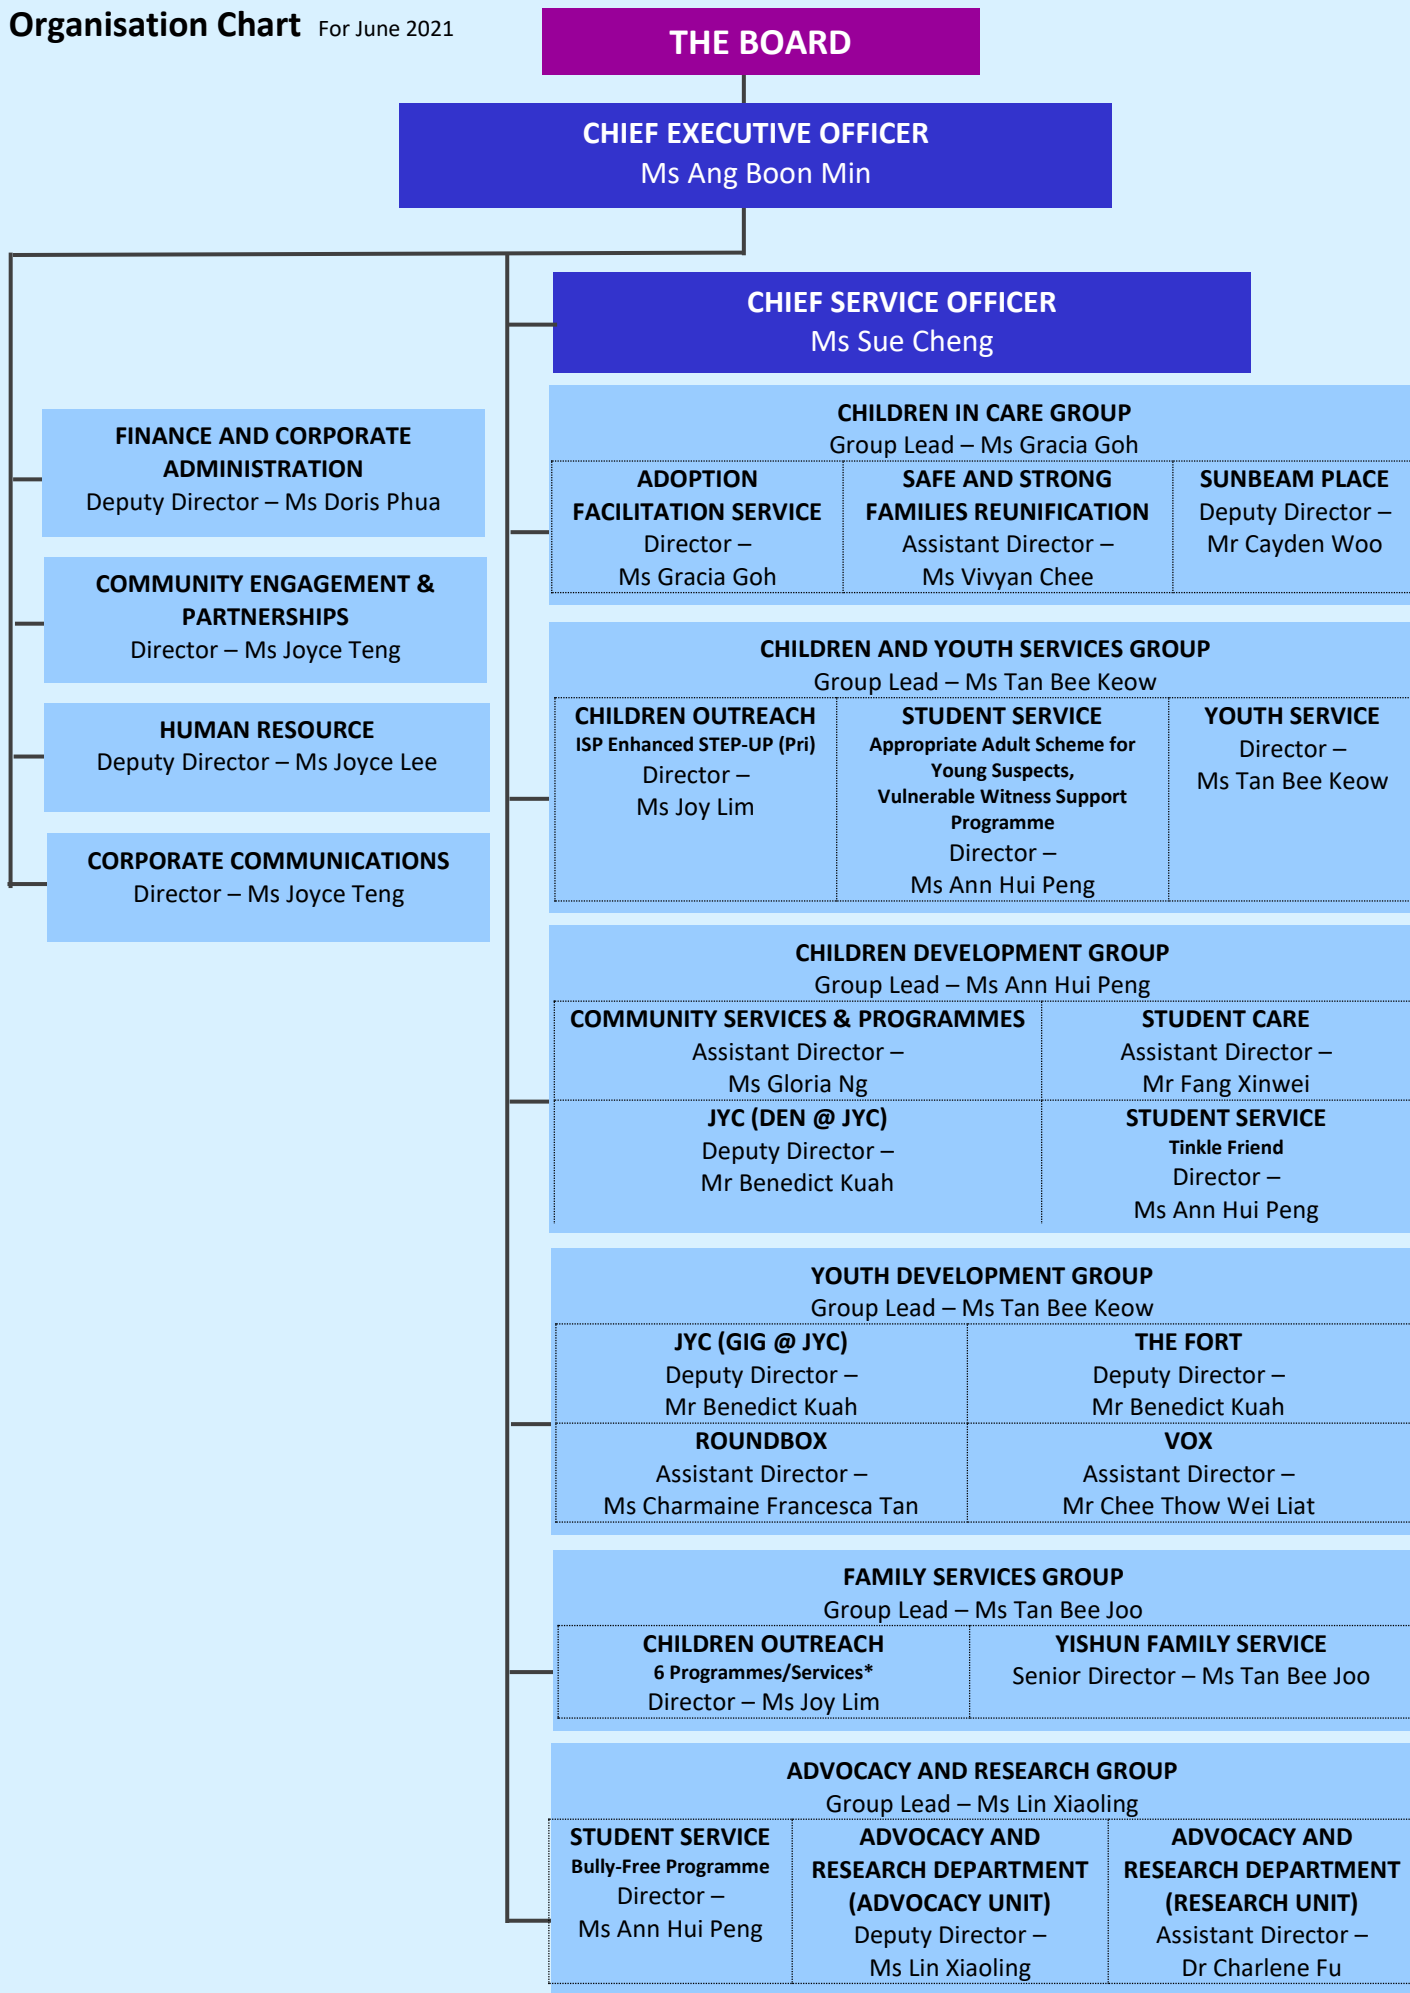 Organisation Chart For June 2021
THE BOARD
CHIEF EXECUTIVE OFFICER
Ms Ang Boon Min
CHIEF SERVICE OFFICER
Ms Sue Cheng
FINANCE AND CORPORATE
ADMINISTRATION
Deputy Director – Ms Doris Phua
COMMUNITY ENGAGEMENT &
PARTNERSHIPS
Director – Ms Joyce Teng
HUMAN RESOURCE
Deputy Director – Ms Joyce Lee
CORPORATE COMMUNICATIONS
Director – Ms Joyce Teng
CHILDREN IN CARE GROUP
Group Lead – Ms Gracia Goh
ADOPTION
FACILITATION SERVICE
Director –
Ms Gracia Goh
SAFE AND STRONG
FAMILIES REUNIFICATION
Assistant Director –
Ms Vivyan Chee
SUNBEAM PLACE
Deputy Director –
Mr Cayden Woo
CHILDREN AND YOUTH SERVICES GROUP
Group Lead – Ms Tan Bee Keow
CHILDREN OUTREACH
ISP Enhanced STEP-UP (Pri)
Director –
Ms Joy Lim
STUDENT SERVICE
Appropriate Adult Scheme for
Young Suspects,
Vulnerable Witness Support
Programme
Director –
Ms Ann Hui Peng
YOUTH SERVICE
Director –
Ms Tan Bee Keow
CHILDREN DEVELOPMENT GROUP
Group Lead – Ms Ann Hui Peng
COMMUNITY SERVICES & PROGRAMMES
Assistant Director –
Ms Gloria Ng
STUDENT CARE
Assistant Director –
Mr Fang Xinwei
JYC (DEN @ JYC)
Deputy Director –
Mr Benedict Kuah
STUDENT SERVICE
Tinkle Friend
Director –
Ms Ann Hui Peng
YOUTH DEVELOPMENT GROUP
Group Lead – Ms Tan Bee Keow
JYC (GIG @ JYC)
Deputy Director –
Mr Benedict Kuah
THE FORT
Deputy Director –
Mr Benedict Kuah
ROUNDBOX
Assistant Director –
Ms Charmaine Francesca Tan
VOX
Assistant Director –
Mr Chee Thow Wei Liat
FAMILY SERVICES GROUP
Group Lead – Ms Tan Bee Joo
CHILDREN OUTREACH
6 Programmes/Services*
Director – Ms Joy Lim
YISHUN FAMILY SERVICE
Senior Director – Ms Tan Bee Joo
ADVOCACY AND RESEARCH GROUP
Group Lead – Ms Lin Xiaoling
STUDENT SERVICE
Bully-Free Programme
Director –
Ms Ann Hui Peng
ADVOCACY AND
RESEARCH DEPARTMENT
(ADVOCACY UNIT)
Deputy Director –
Ms Lin Xiaoling
ADVOCACY AND
RESEARCH DEPARTMENT
(RESEARCH UNIT)
Assistant Director –
Dr Charlene Fu